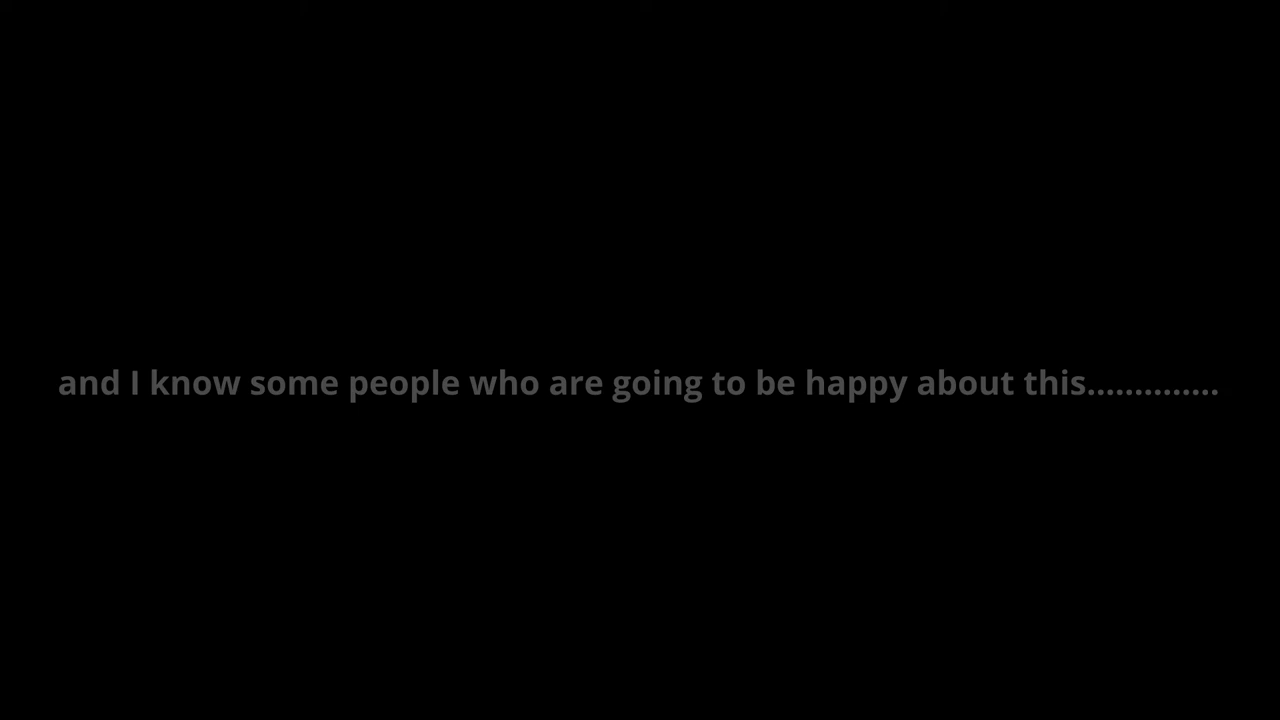 and I know some people who are going to be happy about this..............